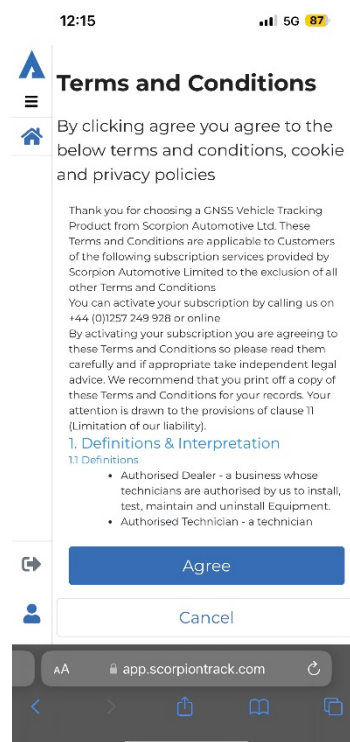 12:15
5G 87
Terms and Conditions
By clicking agree you agree to the
below terms and conditions, cookie
and privacy policies
Thank you for choosing a GNSS Vehicle Tracking
Product from Scorpion Automotive Ltd. These
Terms and Conditions are applicable to Customers
of the following subscription services provided by
Scorpion Automotive Limited to the exclusion of all
other Terms and Conditions
You can activate your subscription by calling us on
+44 (0)1257 249 928 or online
By activating your subscription you are agreeing to
these Terms and Conditions so please read them
carefully and if appropriate take independent legal
advice. We recommend that you print off a copy of
these Terms and Conditions for your records. Your
attention is drawn to the provisions of clause 11
(Limitation of our liability).
1. Definitions & Interpretation
1.1 Definitions
• Authorised Dealer - a business whose
technicians are authorised by us to install,
test, maintain and uninstall Equipment.
• Authorised Technician - a technician
Agree
Cancel
AA
app.scorpiontrack.com